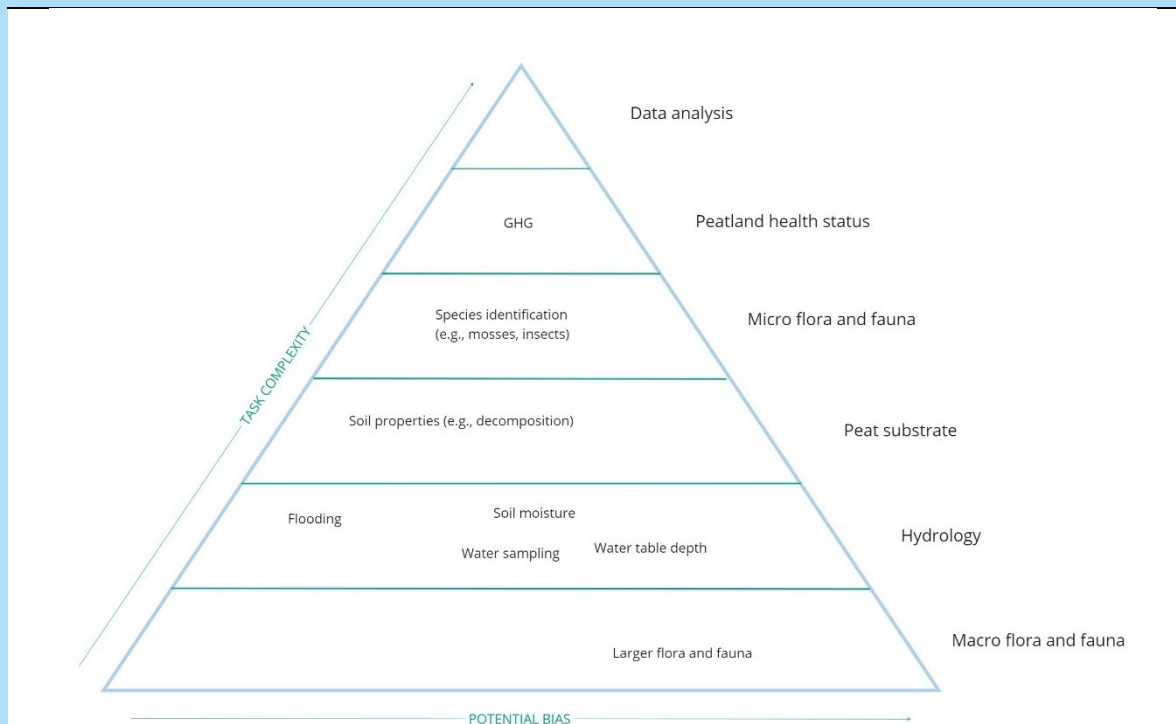 Data analysis
GHG
Peatland health status
Species identification
(e.g., mosses, insects)
Micro flora and fauna
TASK COMPLEXITY
Soil properties (e.g., decomposition)
Peat substrate
Flooding
Soil moisture
Water sampling
Water table depth
Hydrology
Larger flora and fauna
Macro flora and fauna
POTENTIAL BIAS